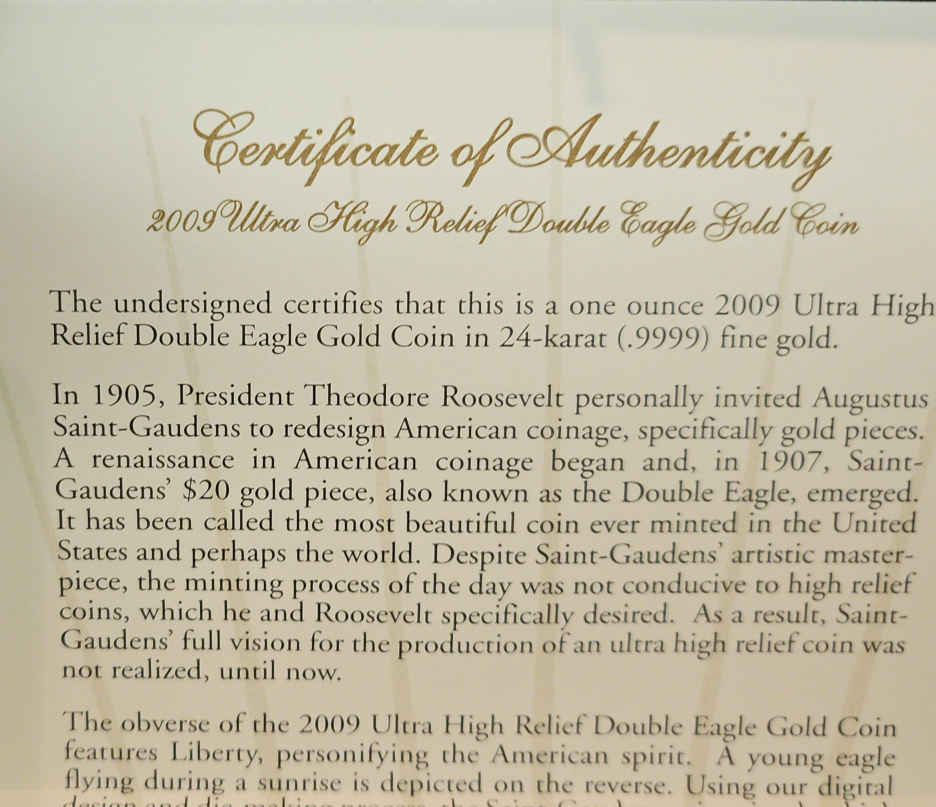 Certificate of Authenticity
2009 Ultra High Relief Double Eagle Gold Coin
The undersigned certifies that this is a one ounce 2009 Ultra High
Relief Double Eagle Gold Coin in 24-karat (.9999) fine gold.
In 1905, President Theodore Roosevelt personally invited Augustus
Saint-Gaudens to redesign American coinage, specifically gold pieces.
A renaissance in American coinage began and, in 1907, Saint-
Gaudens' $20 gold piece, also known as the Double Eagle, emerged.
It has been called the most beautiful coin ever minted in the United
States and perhaps the world. Despite Saint-Gaudens' artistic master-
piece, the minting process of the day was not conducive to high relief
coins, which he and Roosevelt specifically desired. As a result, Saint-
Gaudens' full vision for the production of an ultra high relief coin was
not realized, until now.
The obverse of the 2009 Ultra High Relief Double Eagle Gold Coin
features Liberty, personifying the American spirit. A young eagle
flying during a sunrise is depicted on the reverse. Using our digital
design and die making process, the